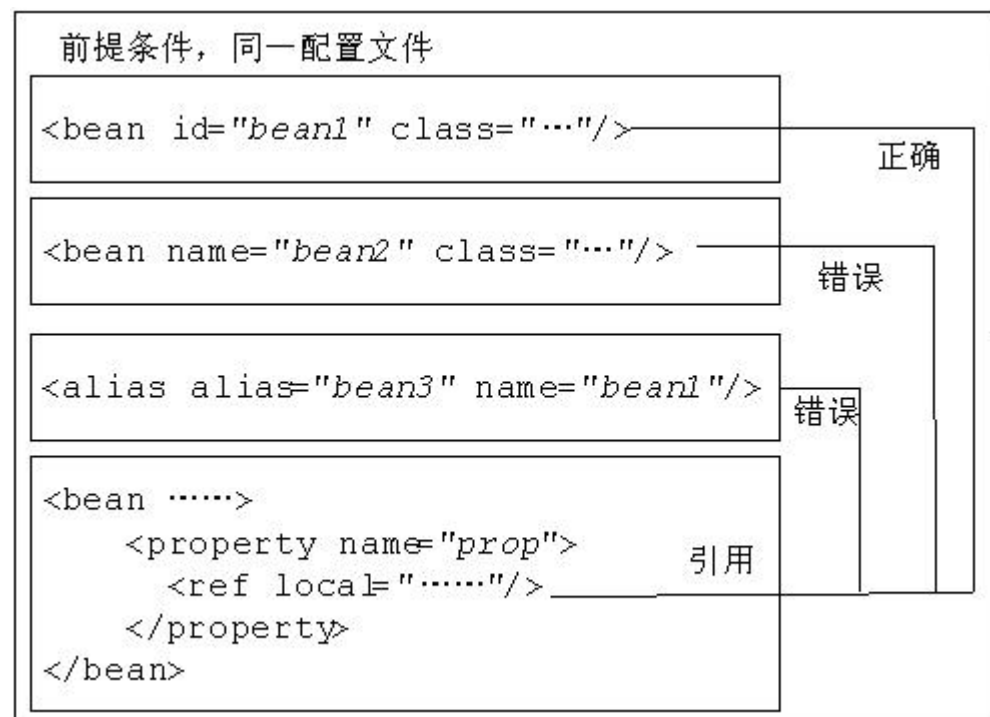 前提条件，同一配置文件
<bean id="bean1" class="…"/>
正确
<bean name="bean2" class="…"/>
错误
<alias alias="bean3" name="bean1"/>
错误
<bean ……>
<property name="prop">
引用
<ref local="……"/>
</property>
</bean>